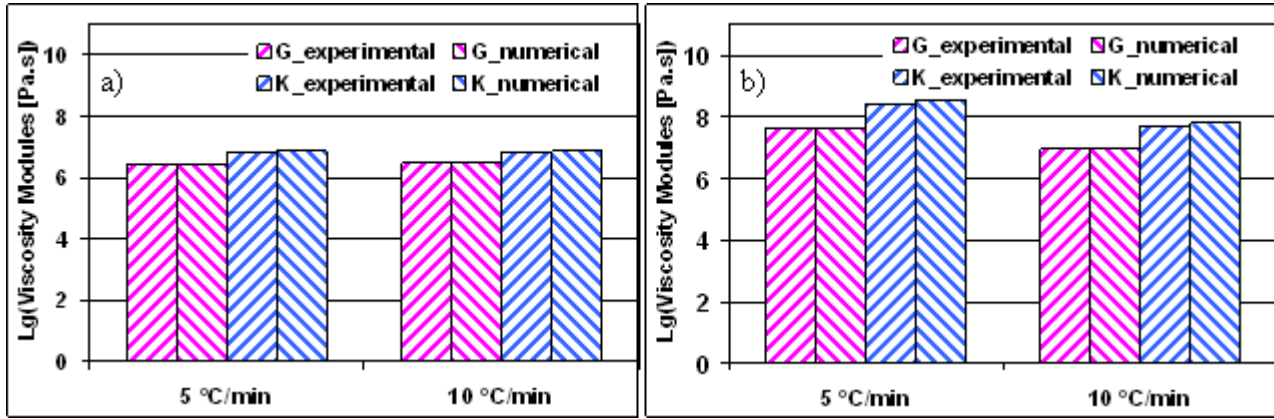 Lg(Viscosity Modules [Pa.s])
10
8
6
4
2
0
G_experimental G_numerical
K_experimental K_numerical
a)
5 °C/min 10 °C/min
Lg(Viscosity Modules [Pa.s])
10
8
6
4
2
0
G_experimental G_numerical
K_experimental K_numerical
b)
5 °C/min 10 °C/min